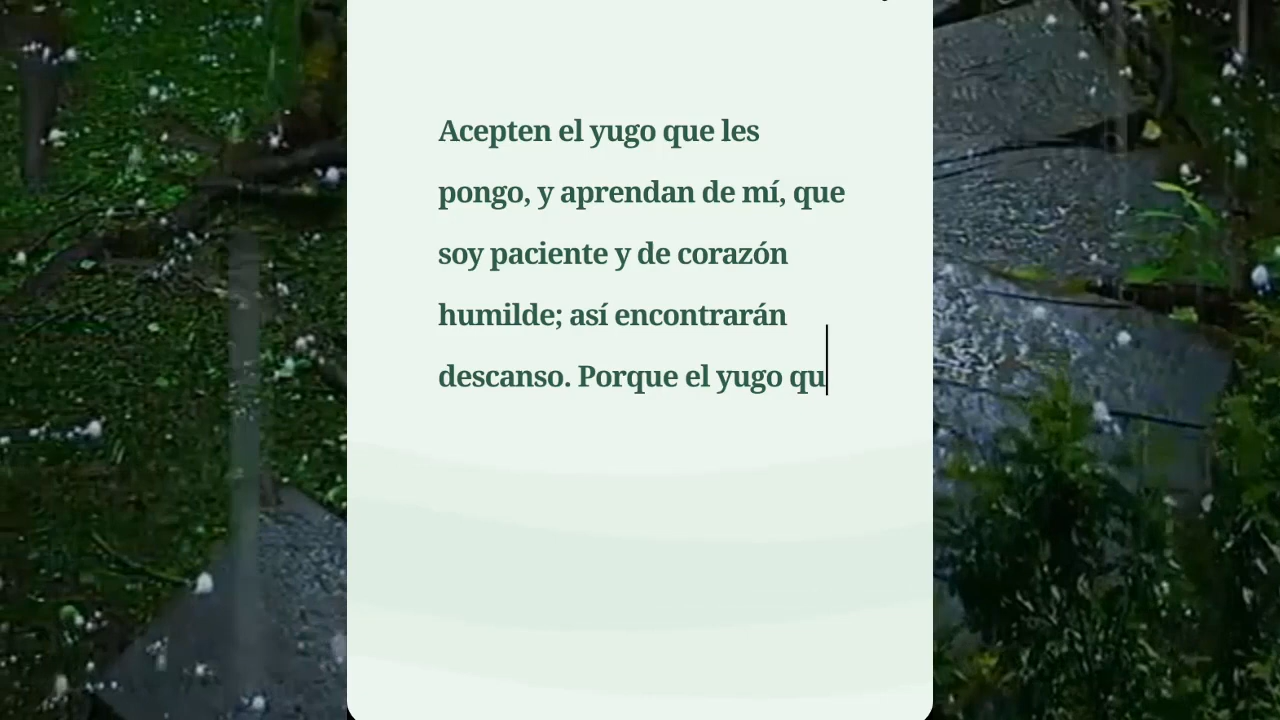 Acepten el yugo que les
pongo, y aprendan de mí, que
soy paciente y de corazón
humilde; así encontrarán
descanso. Porque el yugo qu